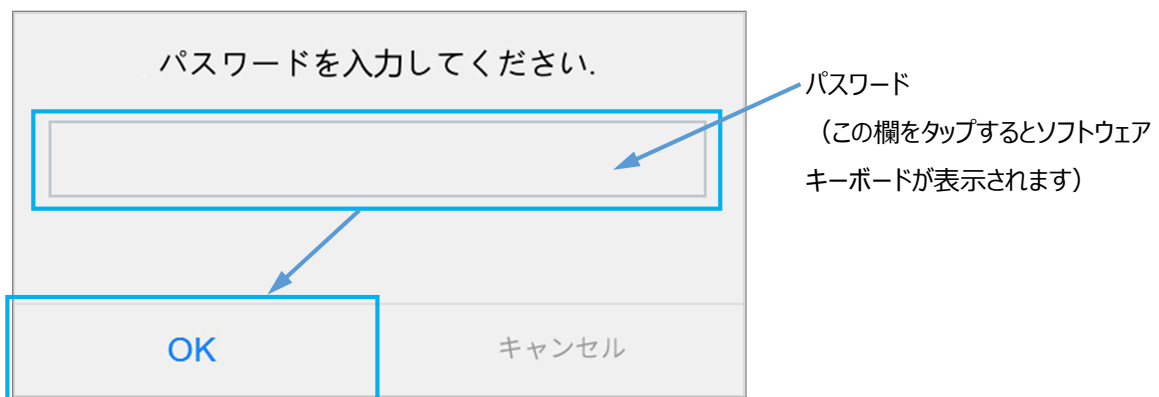 パスワードを入力してください.
パスワード
（この欄をタップするとソフトウェア
キーボードが表示されます）
OK
キャンセル